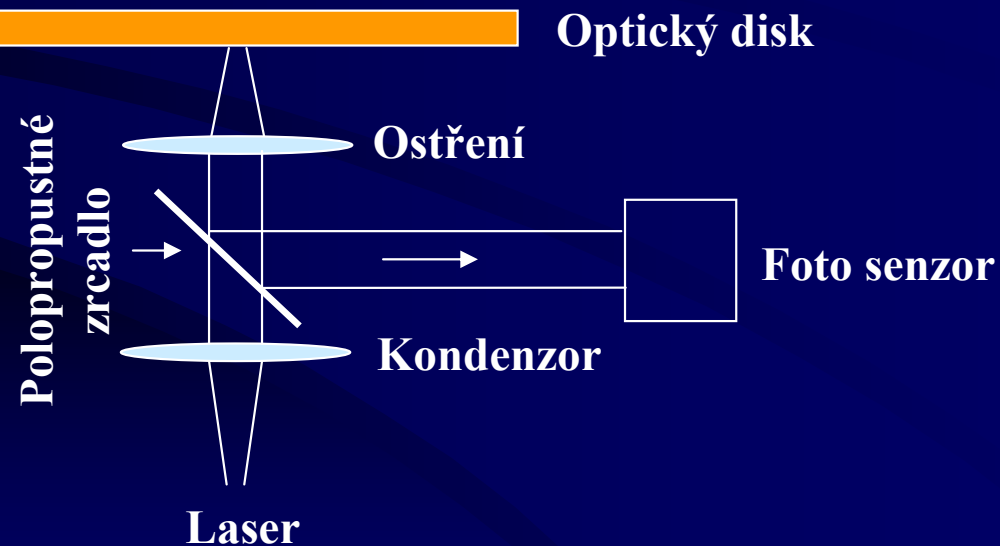 Optický disk
Ostření
Polopropustné
zrcadlo
Foto senzor
Kondenzor
Laser